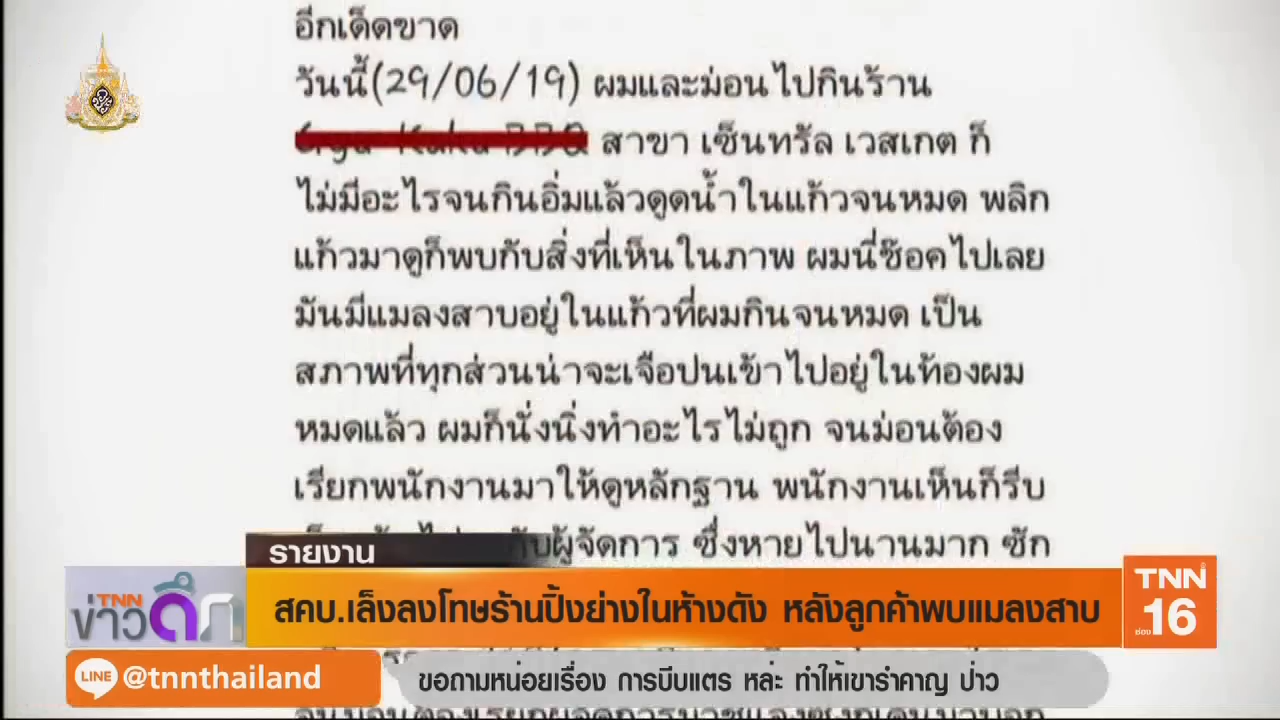 อีกเด็ดขาด
วันนี้(29/06/19) ผมและม่อนไปกินร้าน
สาขา เซ็นทรัล เวสเกต ก็
ไม่มีอะไรจนกินอิ่มแล้วดูดน้ำในแก้วจนหมด พลิก
แก้วมาดูก็พบกับสิ่งที่เห็นในภาพ ผมนี่ช๊อคไปเลย
มันมีแมลงสาบอยู่ในแก้วที่ผมกินจนหมด เป็น
สภาพที่ทุกส่วนน่าจะเจือปนเข้าไปอยู่ในท้องผม
หมดแล้ว ผมก็นั่งนิ่งทำอะไรไม่ถูก จนม่อนต้อง
เรียกพนักงานมาให้ดูหลักฐาน พนักงานเห็นก็รีบ
กับผู้จัดการ ซึ่งหายไปนานมาก ซัก
รายงาน
TNN ข่าวดึก
สคบ.เล็งลงโทษร้านปิ้งย่างในห้างดัง หลังลูกค้าพบแมลงสาบ
TNN ช่อง 16
LINE @tnnthailand
ขอถามหน่อยเรื่อง การบีบแตร หล่ะ ทำให้เขารำคาญ ป่าว